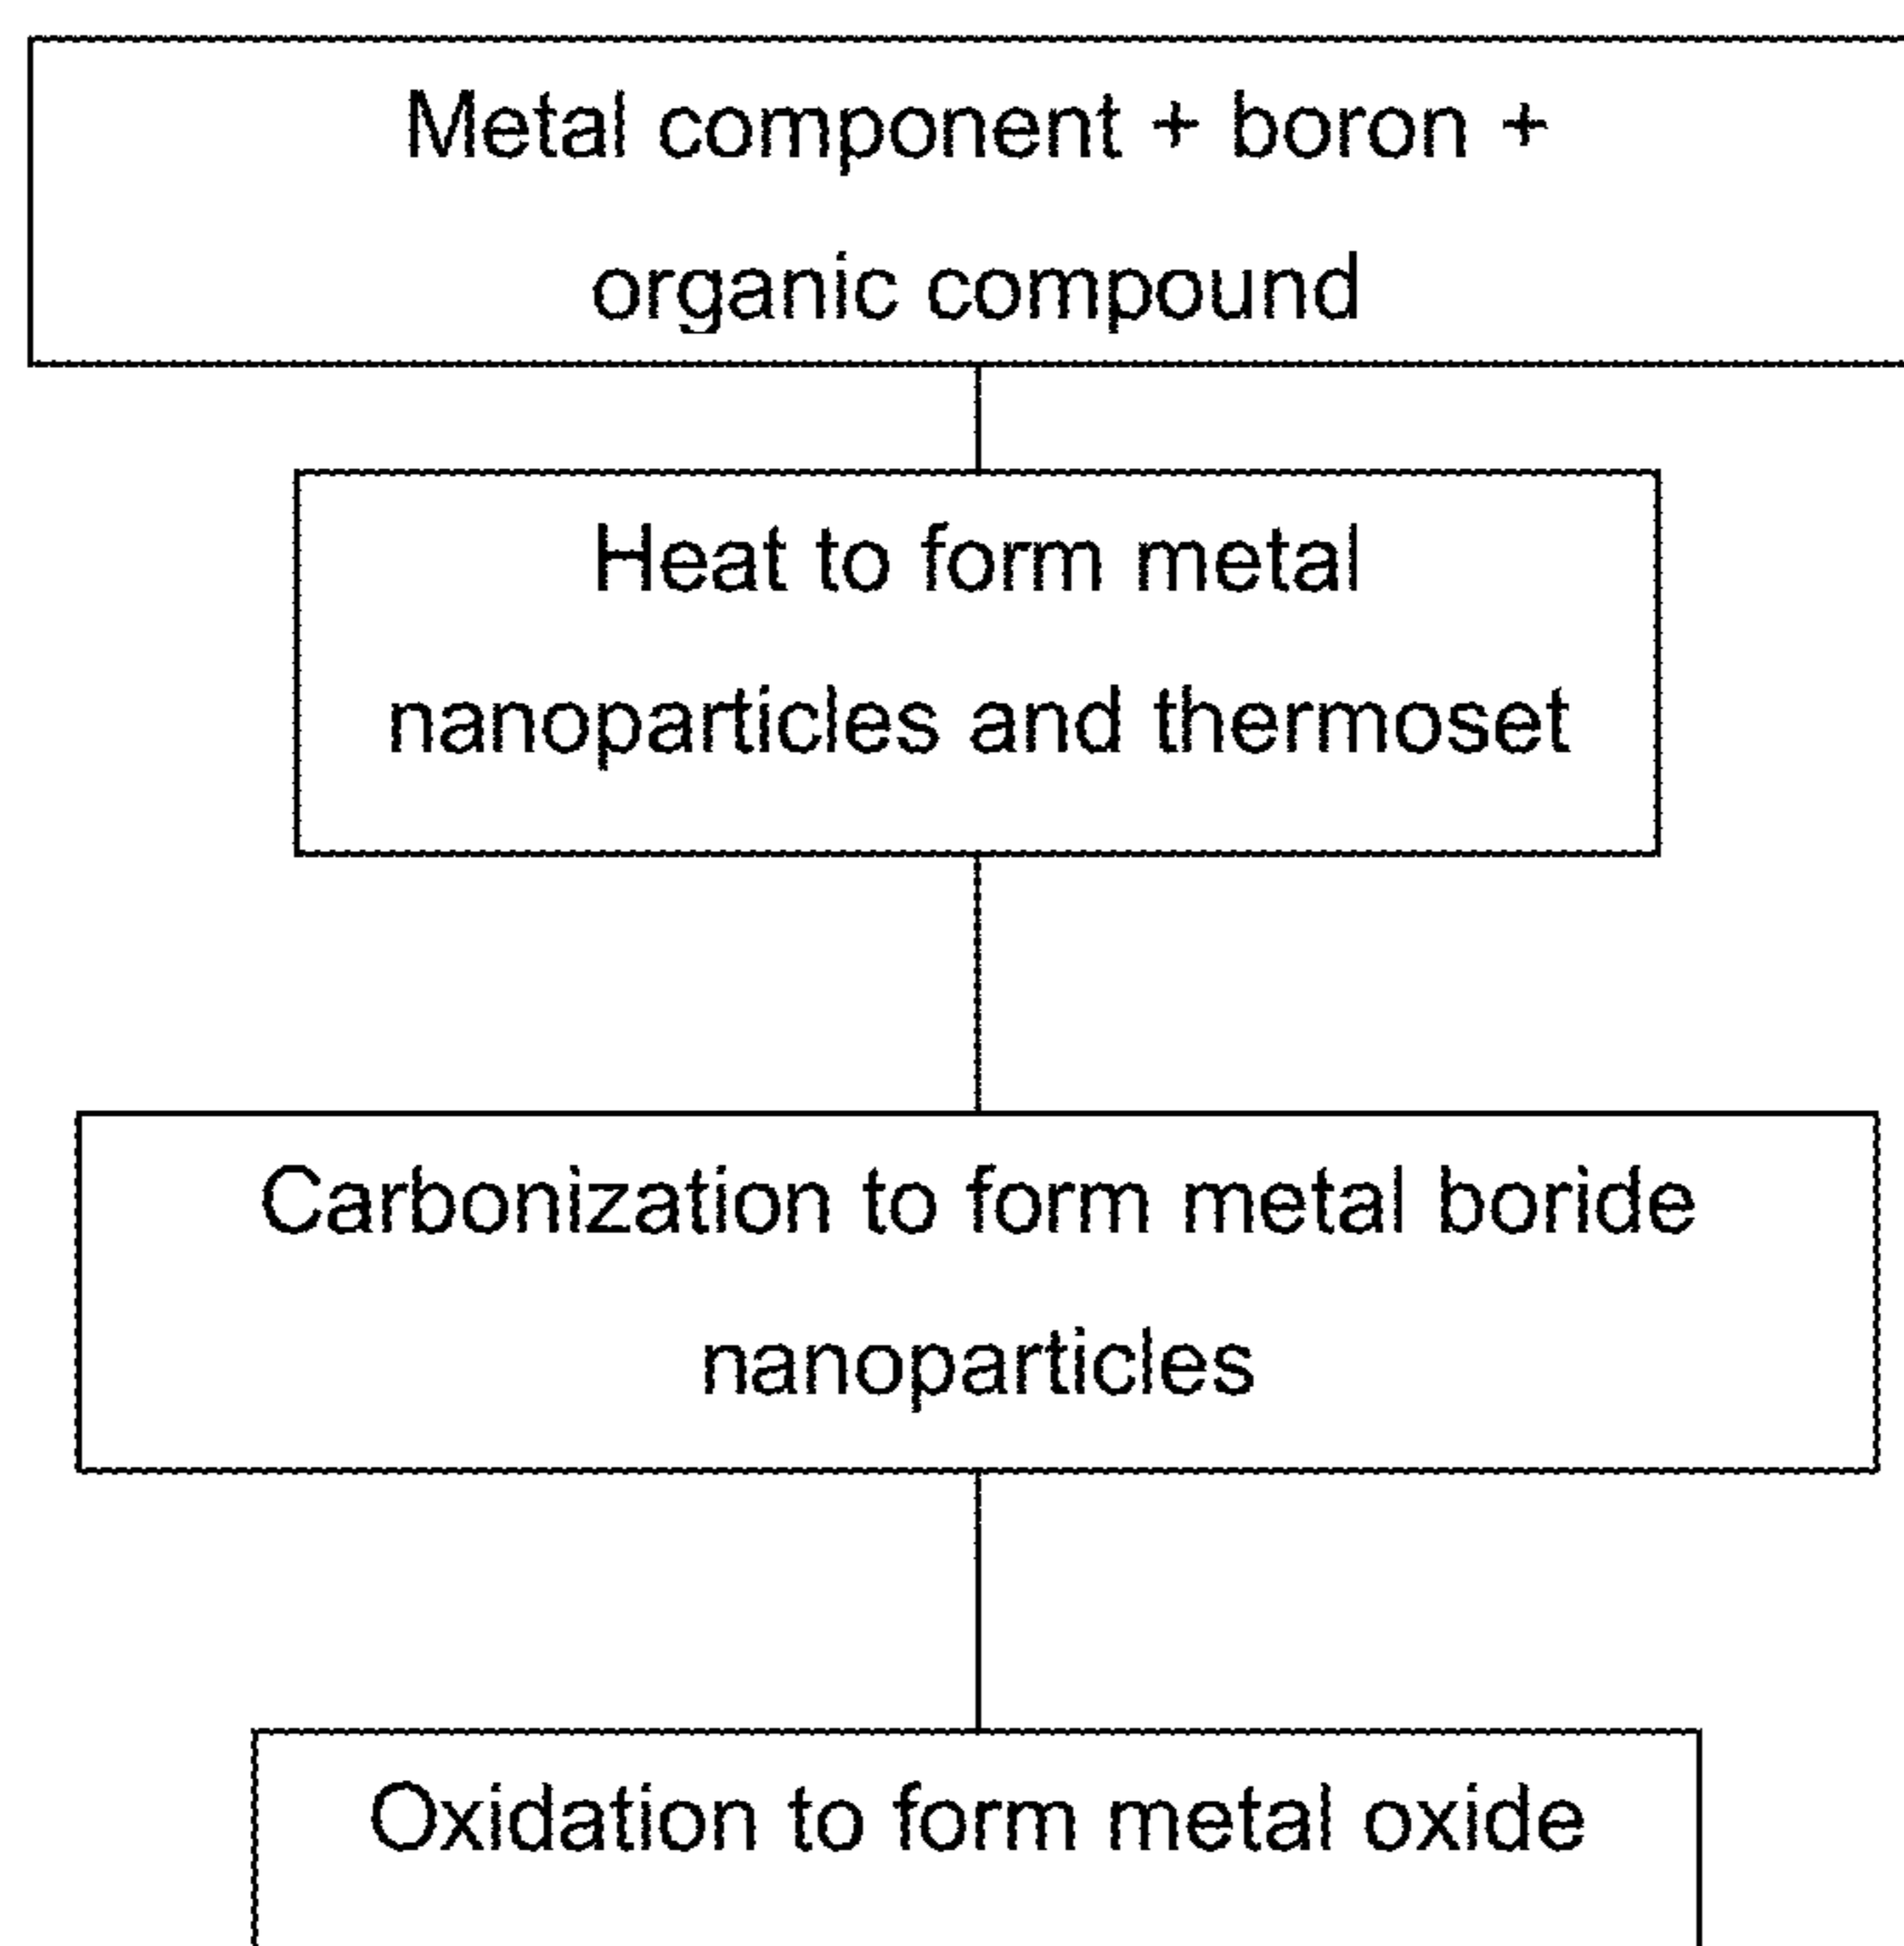 Metal component + boron +
organic compound
Heat to form metal
nanoparticles and thermoset
Carbonization to form metal boride
nanoparticles
Oxidation to form metal oxide